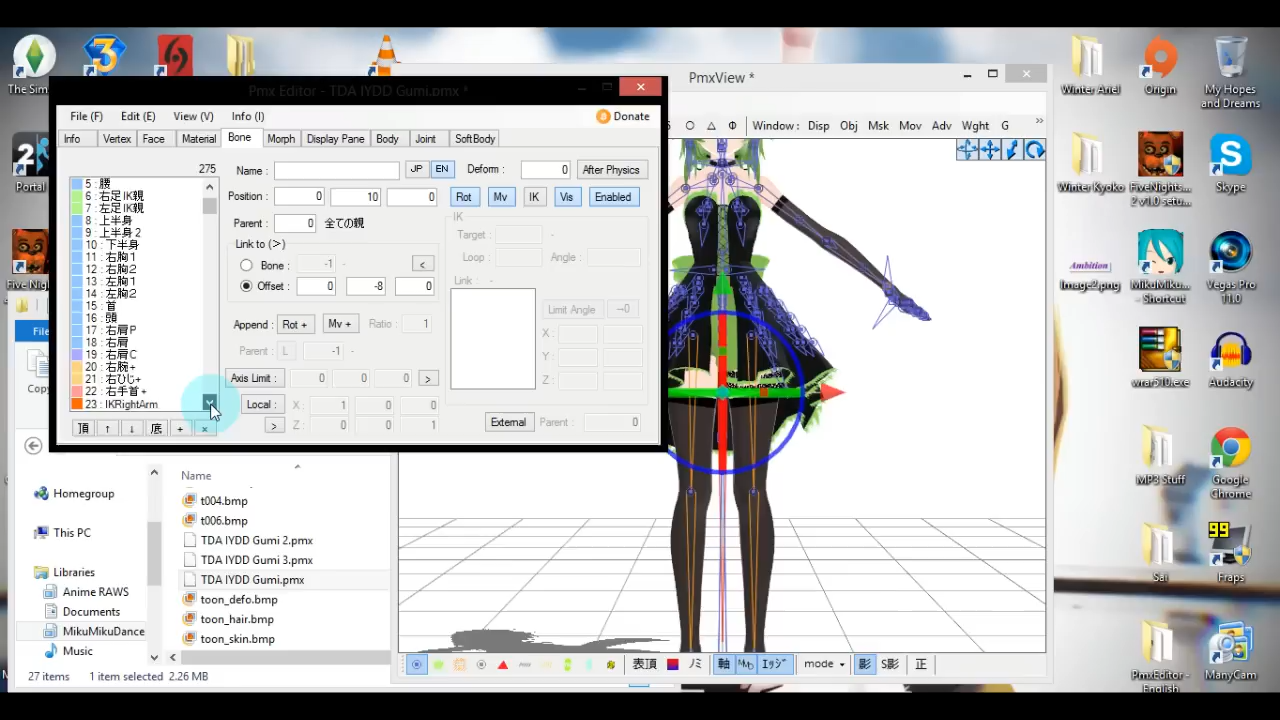 The Sim
Portal
Five Night
Pmx Editor - TDA IYDD Gumi.pmx *
File (F) Edit (E) View (V) Info (I)
Donate
Info Vertex Face Material Bone Morph Display Pane Body Joint SoftBody
275
5 : 腰
6 : 右足IK親
7 : 左足IK親
8 : 上半身
9 : 上半身2
10 : 下半身
11 : 右胸1
12 : 右胸2
13 : 左胸1
14 : 左胸2
15 : 首
16 : 頭
17 : 右肩P
18 : 右肩
19 : 右肩C
20 : 右腕+
21 : 右ひじ+
22 : 右手首+
23 : IKRightArm
頂 ↑ ↓ 底 + ×
Name : JP EN Deform : 0 After Physics
Position : 0 10 0 Rot Mv IK Vis Enabled
Parent : 0 全ての親
Link to (>)
Bone : -1 - <
Offset : 0 -8 0
Append : Rot + Mv + Ratio : 1
Parent : L -1 -
Axis Limit : 0 0 0 >
Local : X : 1 0 0
> Z : 0 0 1
IK
Target : -
Loop : Angle :
Link : -
Limit Angle →0
X :
Y :
Z :
External Parent : 0
PmxView *
Window : Disp Obj Msk Mov Adv Wght G »
表頂 ノミ 軸 エッジ mode 影 S影 正
File
Copy
Homegroup
This PC
Libraries
Anime RAWS
Documents
MikuMikuDance
Music
Name
t004.bmp
t006.bmp
TDA IYDD Gumi 2.pmx
TDA IYDD Gumi 3.pmx
TDA IYDD Gumi.pmx
toon_defo.bmp
toon_hair.bmp
toon_skin.bmp
27 items 1 item selected 2.26 MB
Winter Ariel
Origin
My Hopes and Dreams
Winter Kyoko
FiveNights... v1.0 setu...
Skype
Ambition
Image2.png
MikuMiku... - Shortcut
Vegas Pro 11.0
wrar510.exe
Audacity
MP3 Stuff
Google Chrome
Sai
99
Fraps
PmxEditor - English
ManyCam